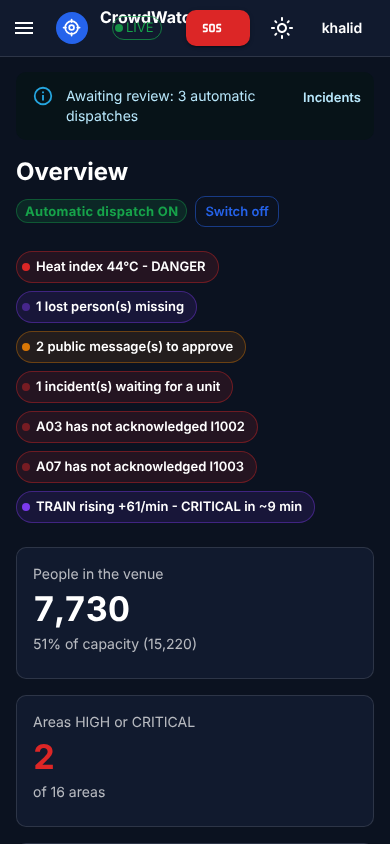 CrowdWatc
LIVE
SOS
khalid
Awaiting review: 3 automatic
dispatches
Incidents
Overview
Automatic dispatch ON
Switch off
Heat index 44°C - DANGER
1 lost person(s) missing
2 public message(s) to approve
1 incident(s) waiting for a unit
A03 has not acknowledged I1002
A07 has not acknowledged I1003
TRAIN rising +61/min - CRITICAL in ~9 min
People in the venue
7,730
51% of capacity (15,220)
Areas HIGH or CRITICAL
2
of 16 areas